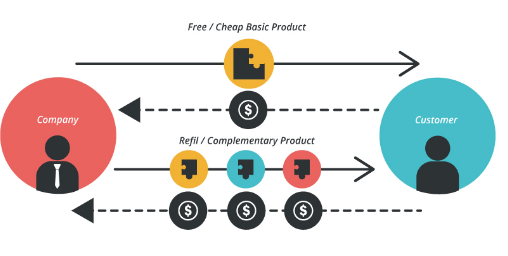 Free / Cheap Basic Product
Company
Customer
$
Refil / Complementary Product
$ $ $